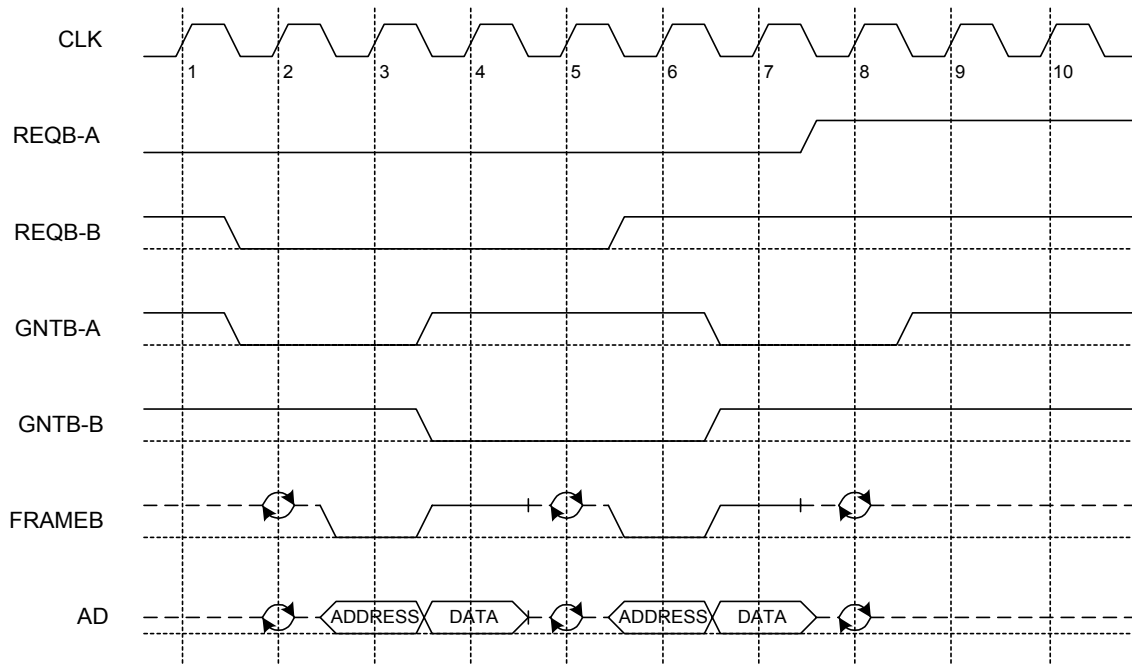 CLK
1 2 3 4 5 6 7 8 9 10
REQB-A
REQB-B
GNTB-A
GNTB-B
FRAMEB
AD ADDRESS DATA ADDRESS DATA